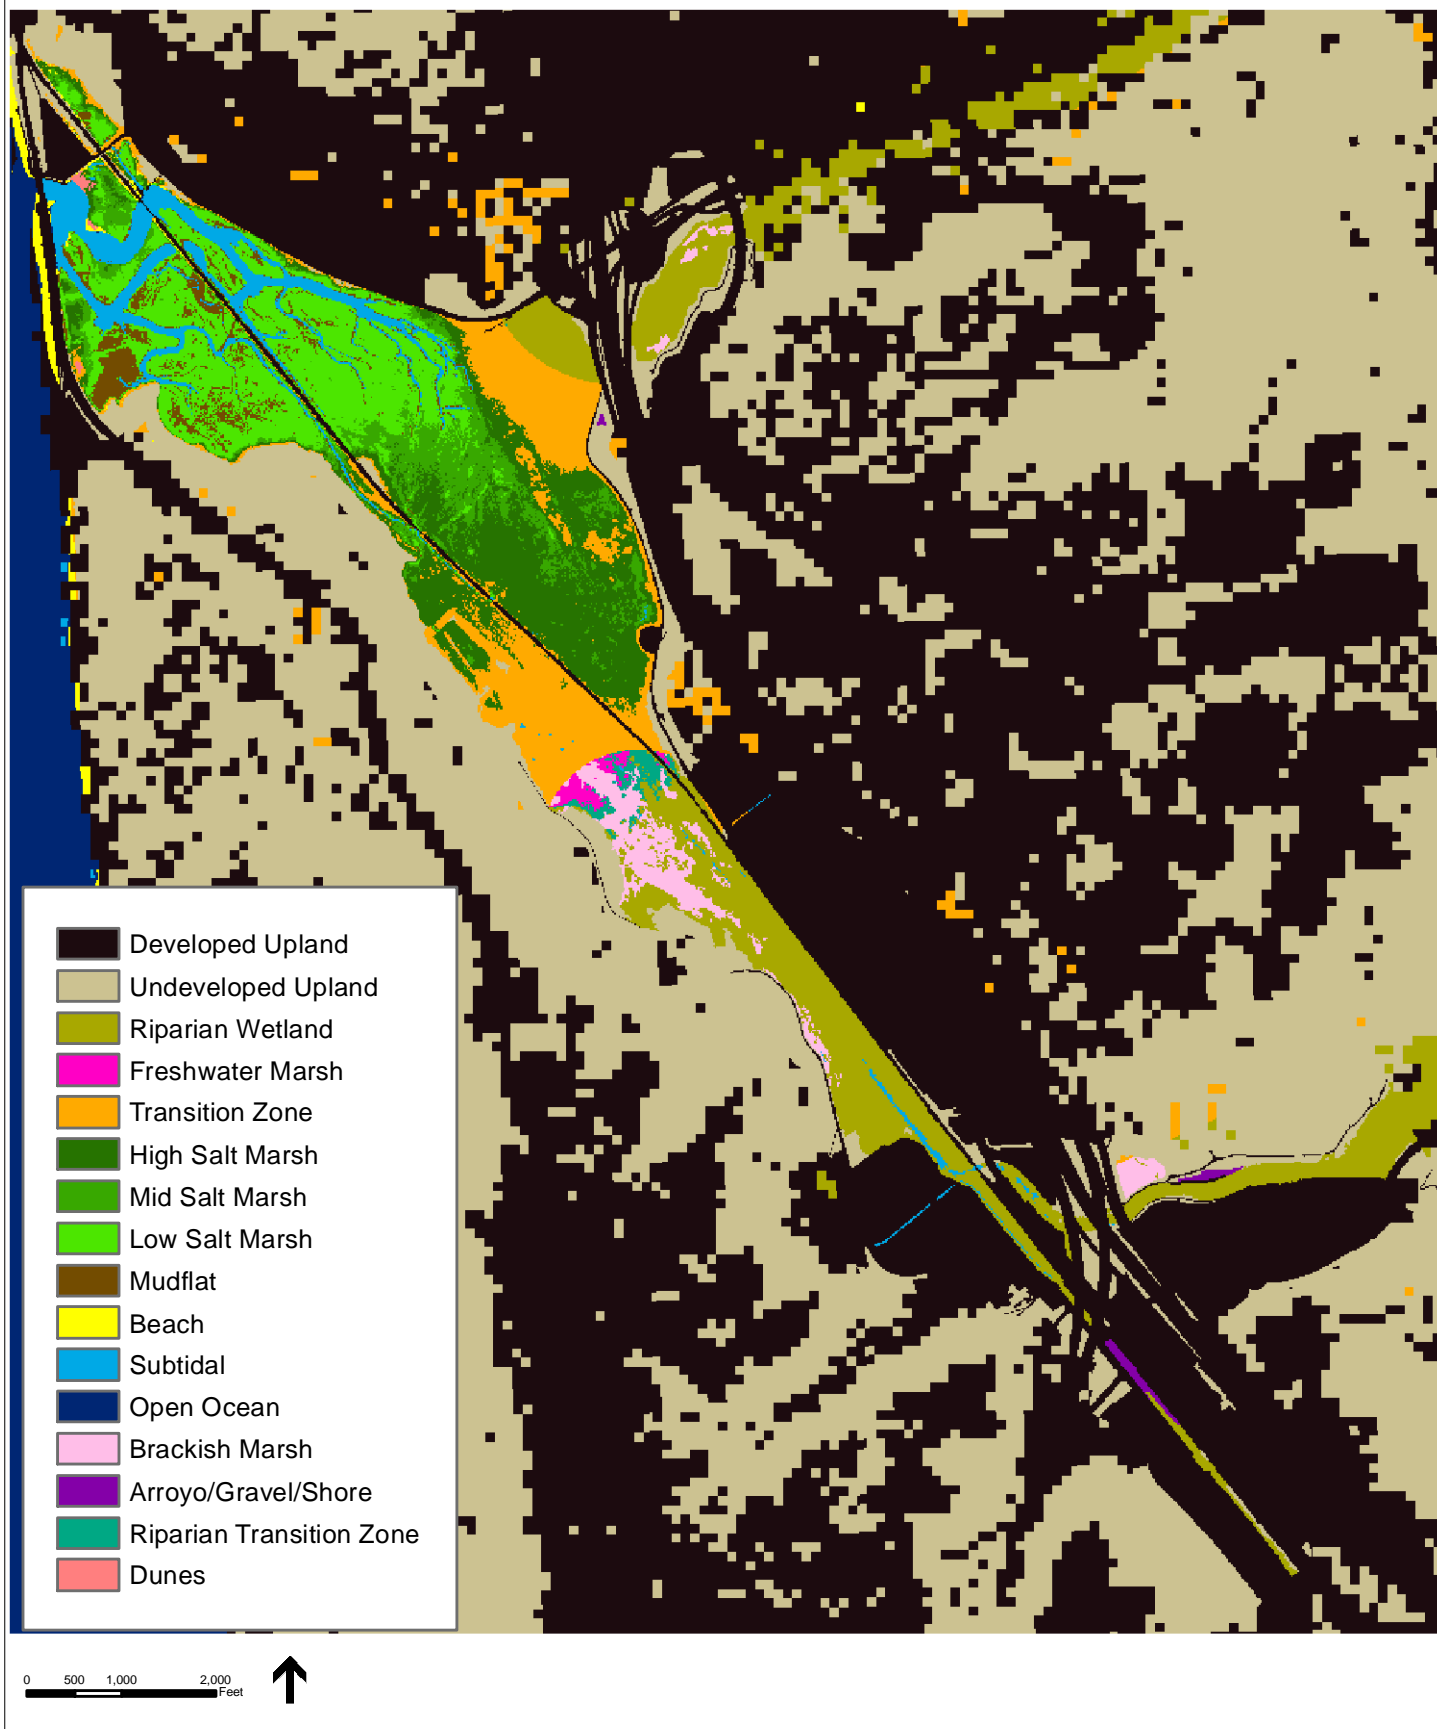 Developed Upland
Undeveloped Upland
Riparian Wetland
Freshwater Marsh
Transition Zone
High Salt Marsh
Mid Salt Marsh
Low Salt Marsh
Mudflat
Beach
Subtidal
Open Ocean
Brackish Marsh
Arroyo/Gravel/Shore
Riparian Transition Zone
Dunes
0 500 1,000 2,000
Feet